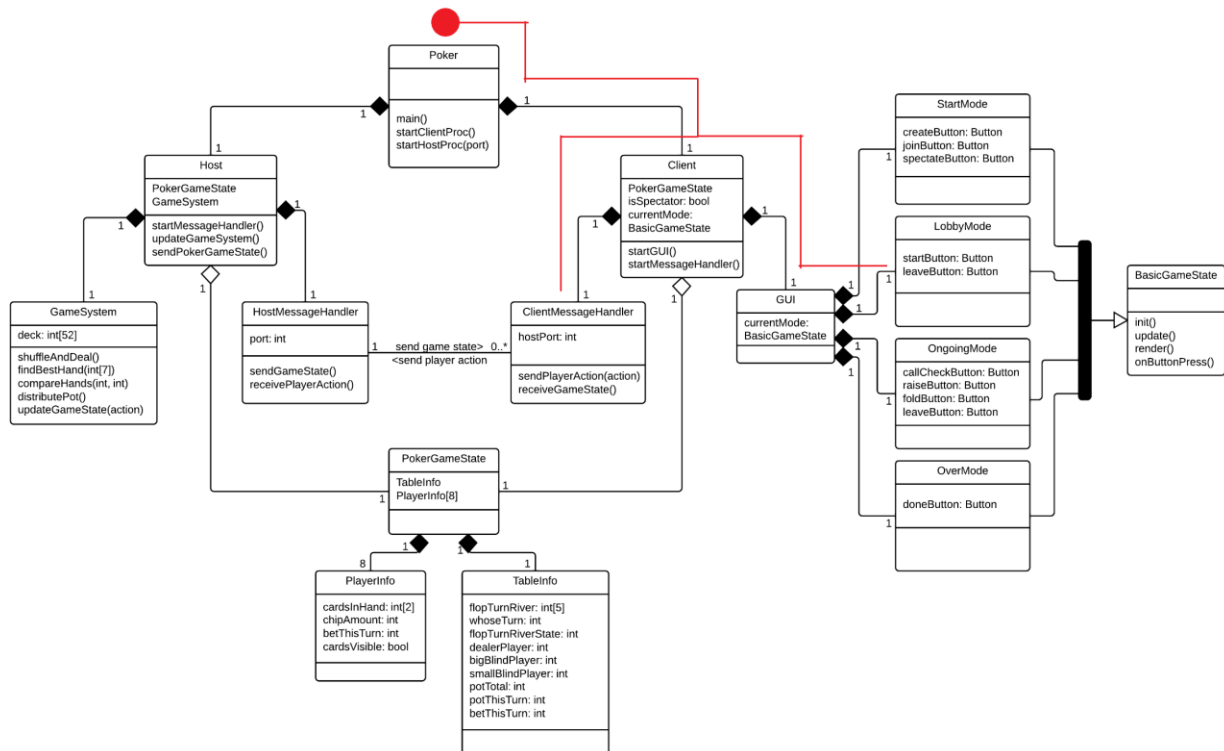 Poker
main()
startClientProc()
startHostProc(port)
1
1
1
1
Host
PokerGameState
GameSystem
startMessageHandler()
updateGameSystem()
sendPokerGameState()
1
1
1
1
1
Client
PokerGameState
isSpectator: bool
currentMode:
BasicGameState
startGUI()
startMessageHandler()
1
1
1
1
1
GameSystem
deck: int[52]
shuffleAndDeal()
findBestHand(int[7])
compareHands(int, int)
distributePot()
updateGameState(action)
HostMessageHandler
port: int
sendGameState()
receivePlayerAction()
1
send game state> 0..*
<send player action
ClientMessageHandler
hostPort: int
sendPlayerAction(action)
receiveGameState()
GUI
currentMode:
BasicGameState
1
1
1
1
StartMode
createButton: Button
joinButton: Button
spectateButton: Button
1
LobbyMode
startButton: Button
leaveButton: Button
1
OngoingMode
callCheckButton: Button
raiseButton: Button
foldButton: Button
leaveButton: Button
1
OverMode
doneButton: Button
1
BasicGameState
init()
update()
render()
onButtonPress()
PokerGameState
TableInfo
PlayerInfo[8]
1
1
1
1
8
1
PlayerInfo
cardsInHand: int[2]
chipAmount: int
betThisTurn: int
cardsVisible: bool
TableInfo
flopTurnRiver: int[5]
whoseTurn: int
flopTurnRiverState: int
dealerPlayer: int
bigBlindPlayer: int
smallBlindPlayer: int
potTotal: int
potThisTurn: int
betThisTurn: int